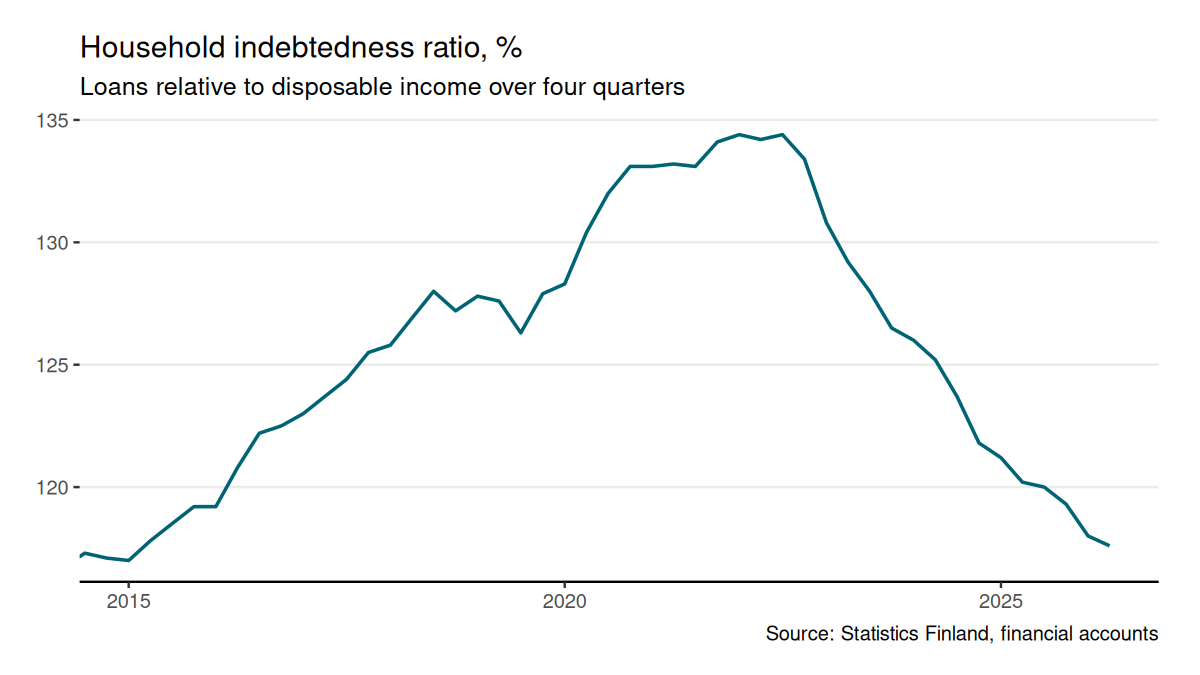 Household indebtedness ratio, %
Loans relative to disposable income over four quarters
135
130
125
120
2015 2020 2025
Source: Statistics Finland, financial accounts